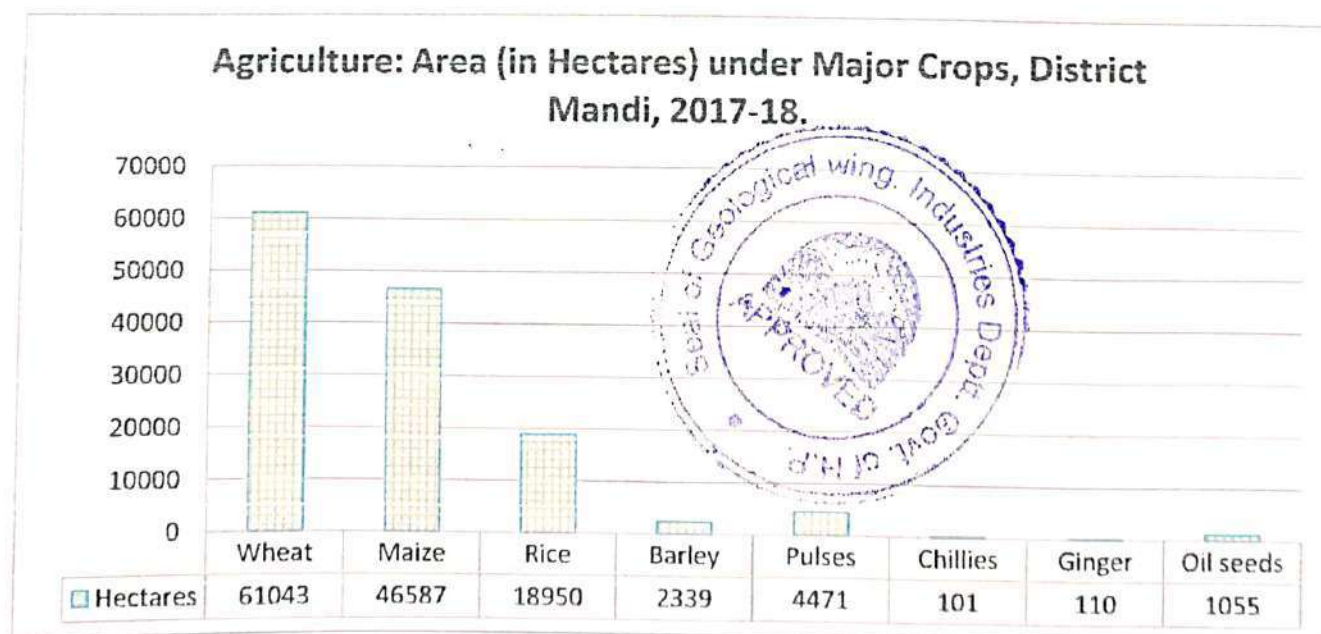 Agriculture: Area (in Hectares) under Major Crops, District
Mandi, 2017-18.
70000
60000
50000
40000
30000
20000
10000
0
Seal of Geological wing. Industries Deptt. Govt. of H.P.
APPROVED
Wheat Maize Rice Barley Pulses Chillies Ginger Oil seeds
Hectares 61043 46587 18950 2339 4471 101 110 1055